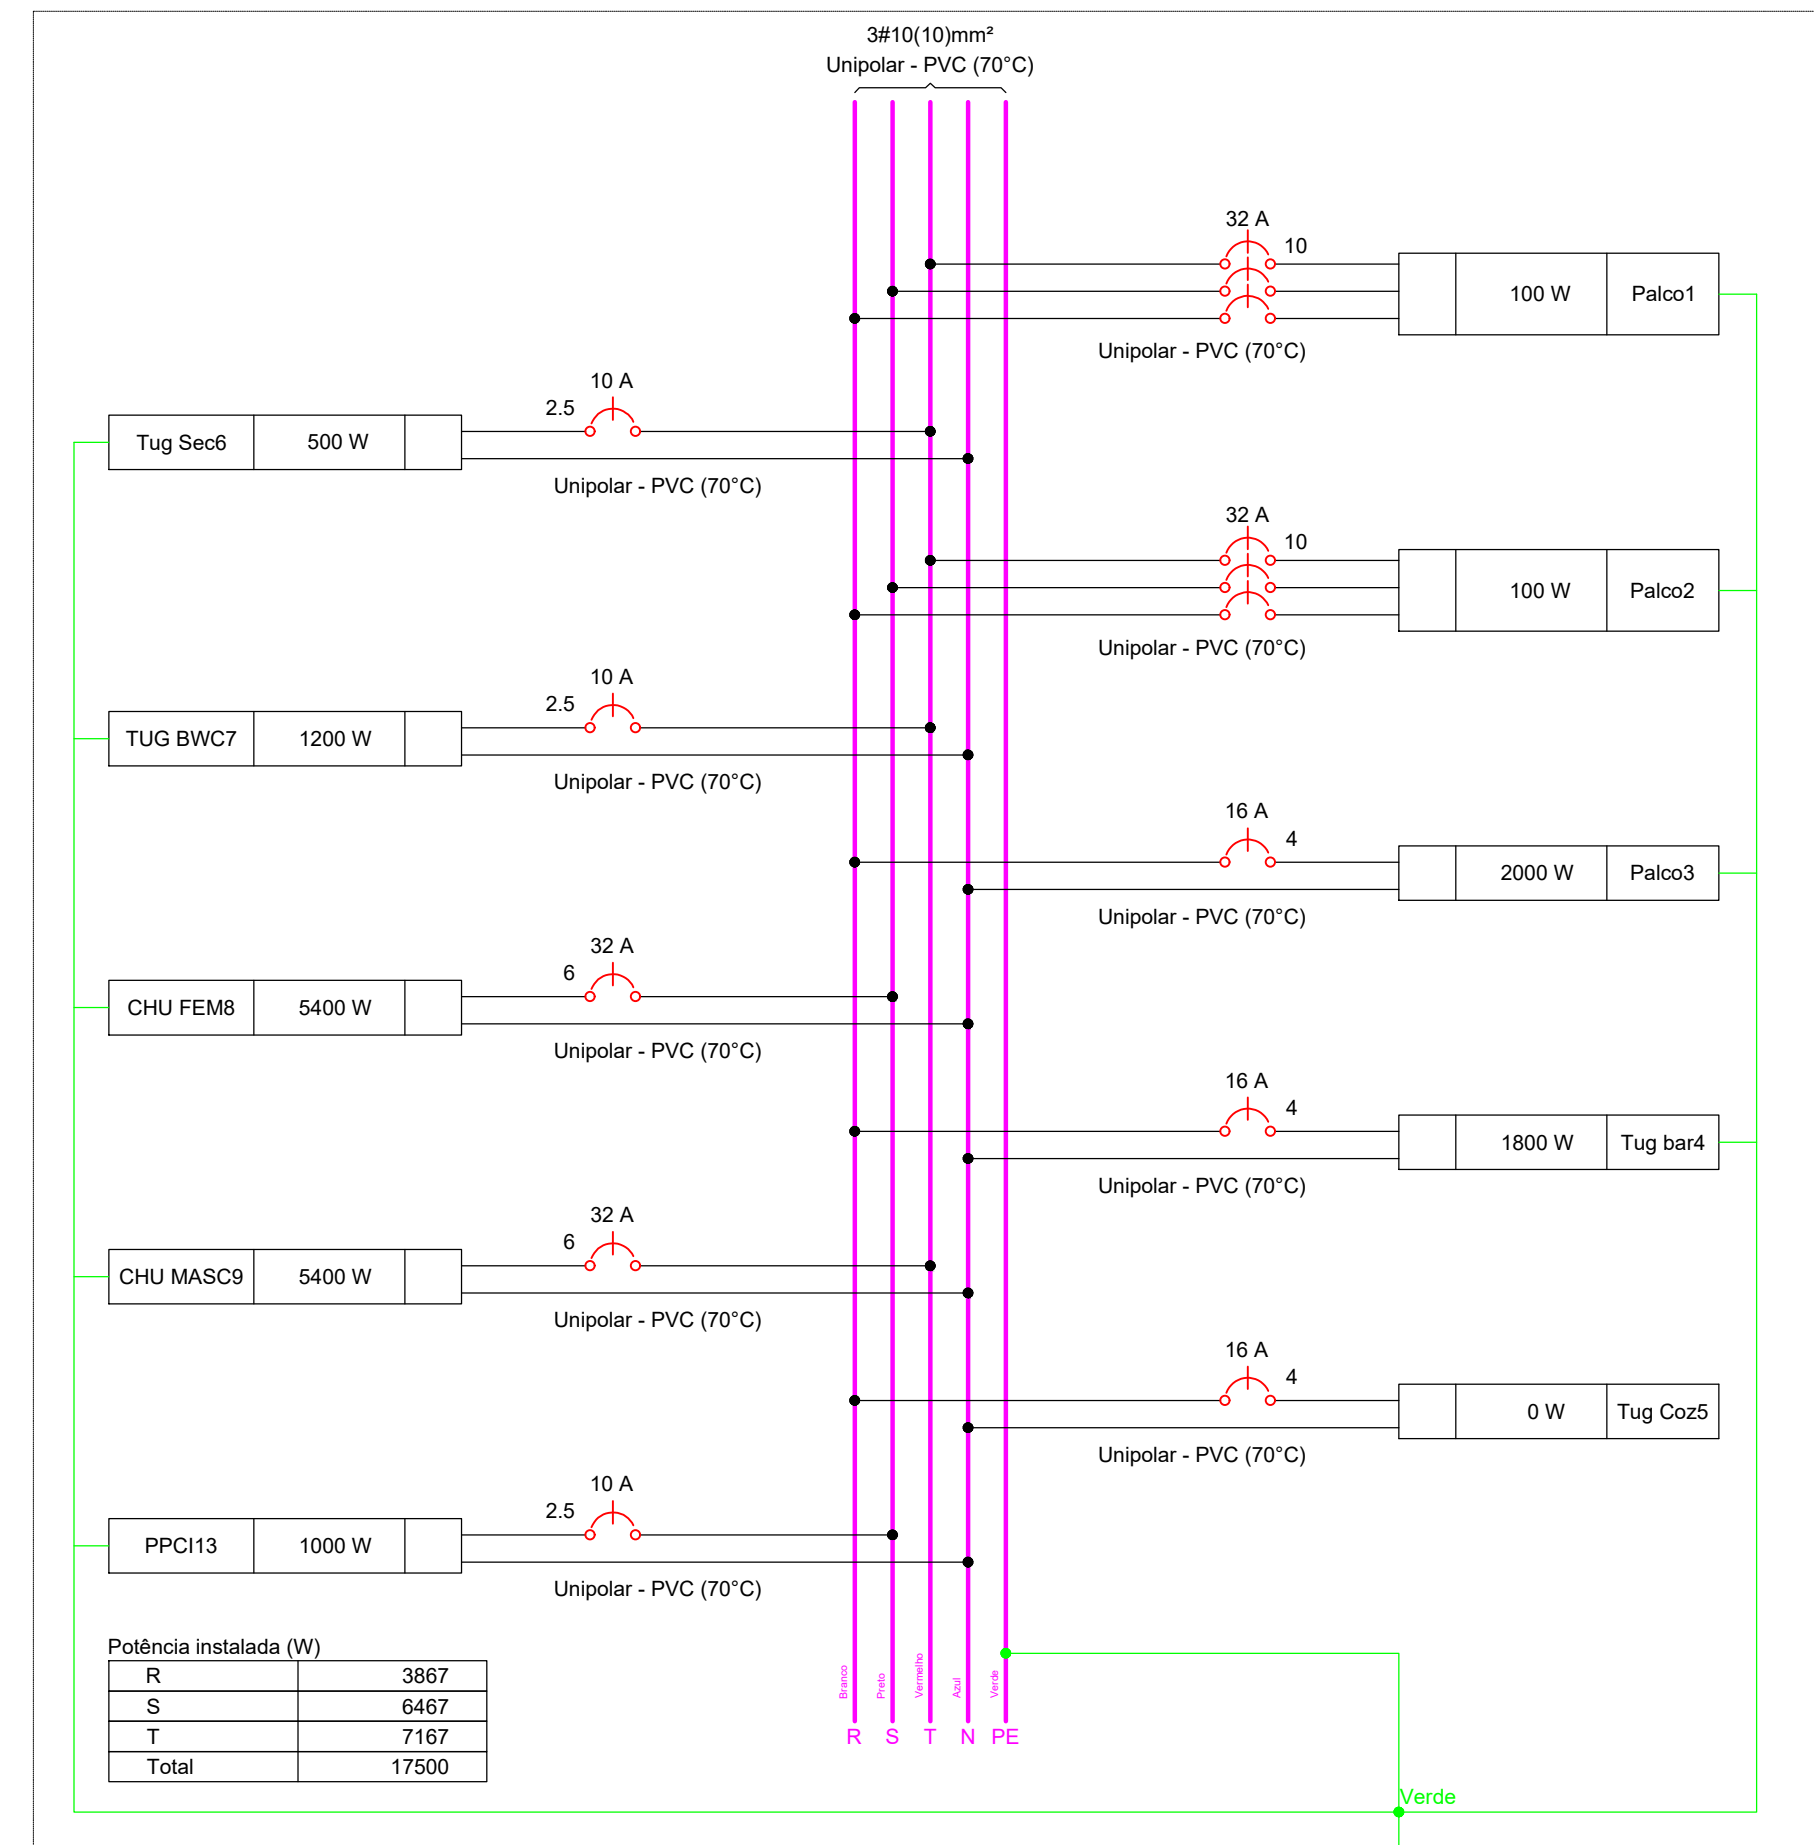 3#10(10)mm²
Unipolar - PVC (70°C)
32 A
10
100 W
Palco1
Unipolar - PVC (70°C)
10 A
2.5
Tug Sec6
500 W
Unipolar - PVC (70°C)
32 A
10
100 W
Palco2
Unipolar - PVC (70°C)
10 A
2.5
TUG BWC7
1200 W
Unipolar - PVC (70°C)
16 A
4
2000 W
Palco3
Unipolar - PVC (70°C)
32 A
6
CHU FEM8
5400 W
Unipolar - PVC (70°C)
16 A
4
1800 W
Tug bar4
Unipolar - PVC (70°C)
32 A
6
CHU MASC9
5400 W
Unipolar - PVC (70°C)
16 A
4
0 W
Tug Coz5
Unipolar - PVC (70°C)
10 A
2.5
PPCI13
1000 W
Unipolar - PVC (70°C)
Potência instalada (W)
R 3867
S 6467
T 7167
Total 17500
Branco
Preto
Vermelho
Azul
Verde
R S T N PE
Verde